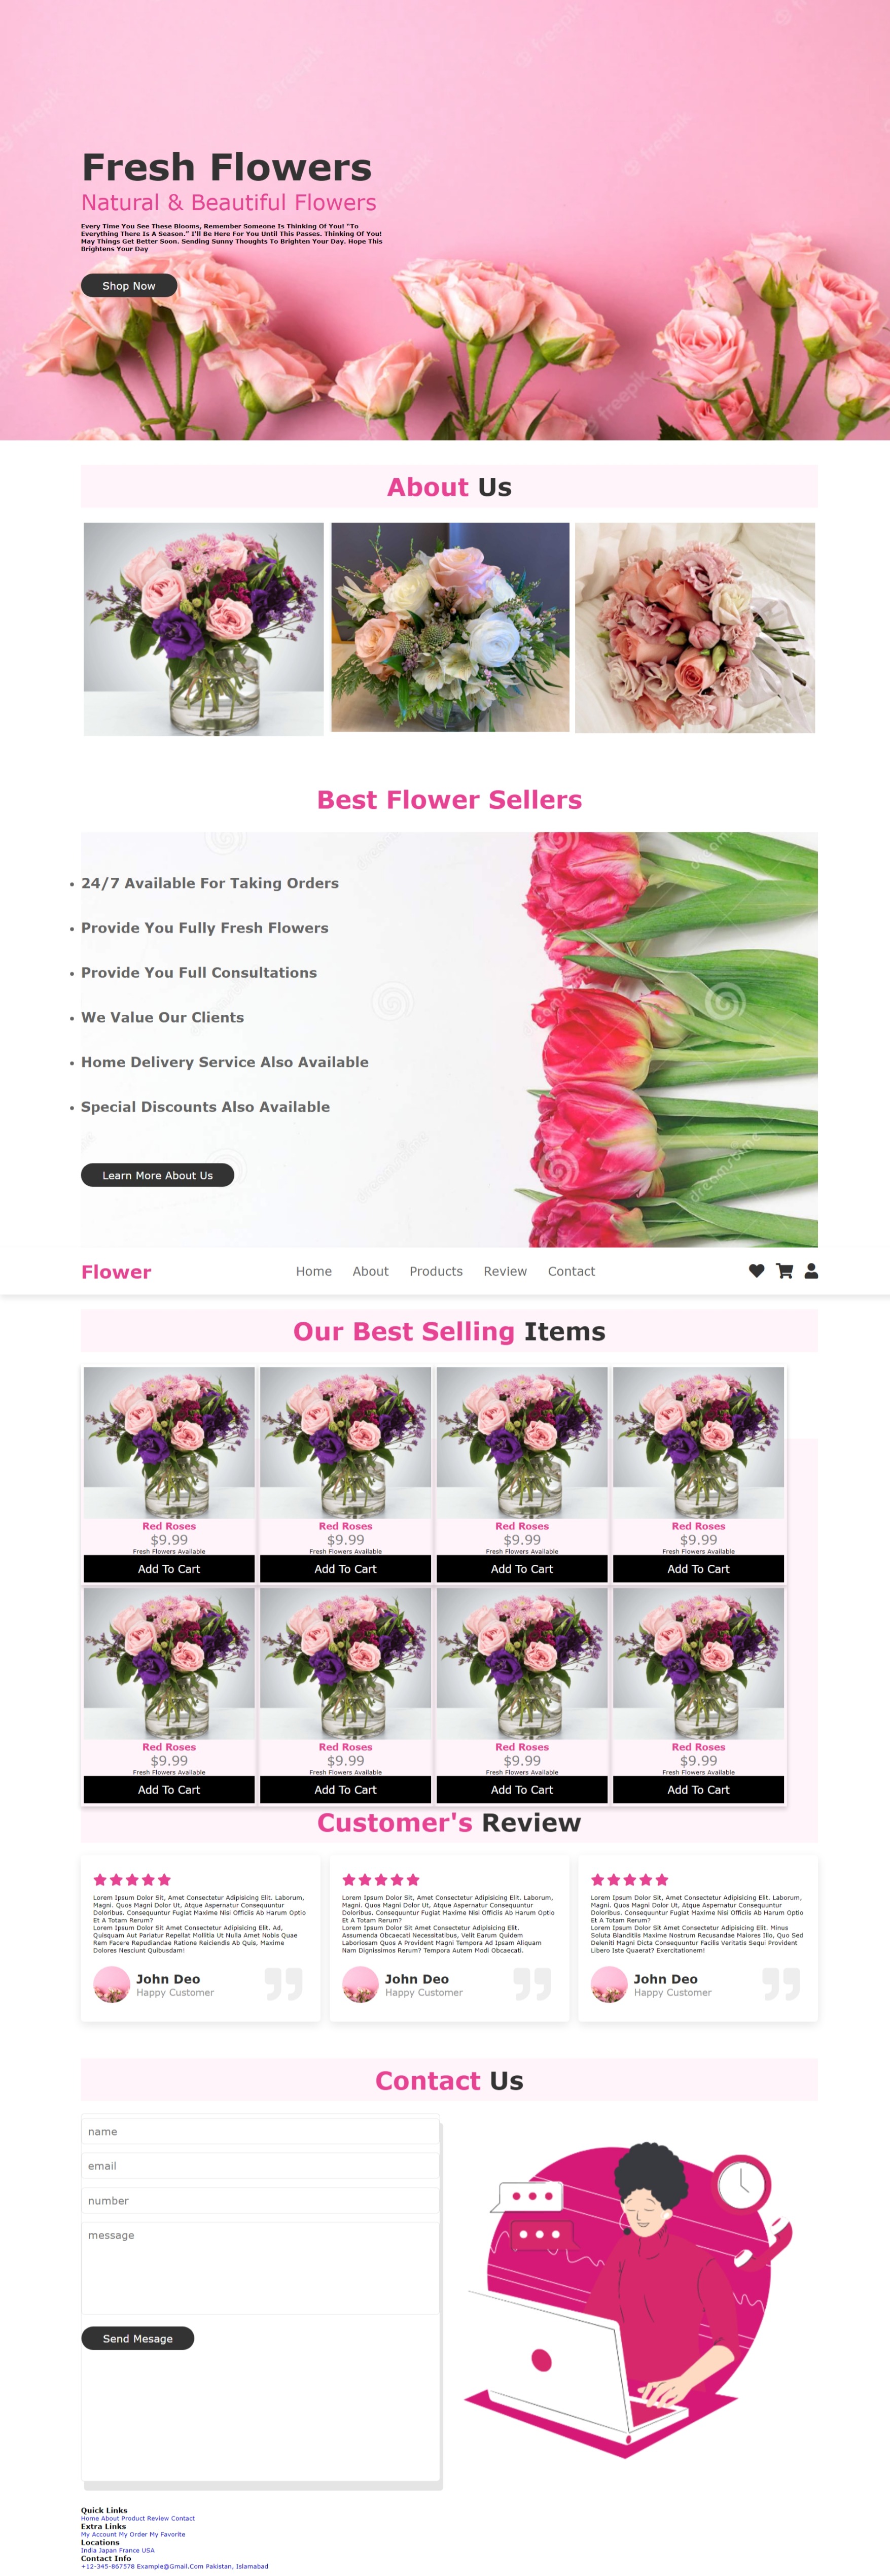 Fresh Flowers
Natural & Beautiful Flowers
Every Time You See These Blooms, Remember Someone Is Thinking Of You! "To
Everything There Is A Season." I'll Be Here For You Until This Passes. Thinking Of You!
May Things Get Better Soon. Sending Sunny Thoughts To Brighten Your Day. Hope This
Brightens Your Day
Shop Now
freepik
About Us
Best Flower Sellers
24/7 Available For Taking Orders
Provide You Fully Fresh Flowers
Provide You Full Consultations
We Value Our Clients
Home Delivery Service Also Available
Special Discounts Also Available
Learn More About Us
dreamstime
Flower
Home About Products Review Contact
Our Best Selling Items
Red Roses Red Roses Red Roses Red Roses
$9.99 $9.99 $9.99 $9.99
Fresh Flowers Available Fresh Flowers Available Fresh Flowers Available Fresh Flowers Available
Add To Cart Add To Cart Add To Cart Add To Cart
Red Roses Red Roses Red Roses Red Roses
$9.99 $9.99 $9.99 $9.99
Fresh Flowers Available Fresh Flowers Available Fresh Flowers Available Fresh Flowers Available
Add To Cart Add To Cart Add To Cart Add To Cart
Customer's Review
Lorem Ipsum Dolor Sit, Amet Consectetur Adipisicing Elit. Laborum,
Magni. Quos Magni Dolor Ut, Atque Aspernatur Consequuntur
Doloribus. Consequuntur Fugiat Maxime Nisi Officiis Ab Harum Optio
Et A Totam Rerum?
Lorem Ipsum Dolor Sit Amet Consectetur Adipisicing Elit. Ad,
Quisquam Aut Pariatur Repellat Mollitia Ut Nulla Amet Nobis Quae
Rem Facere Repudiandae Ratione Reiciendis Ab Quis, Maxime
Dolores Nesciunt Quibusdam!
John Deo
Happy Customer
Lorem Ipsum Dolor Sit, Amet Consectetur Adipisicing Elit. Laborum,
Magni. Quos Magni Dolor Ut, Atque Aspernatur Consequuntur
Doloribus. Consequuntur Fugiat Maxime Nisi Officiis Ab Harum Optio
Et A Totam Rerum?
Lorem Ipsum Dolor Sit Amet Consectetur Adipisicing Elit.
Assumenda Obcaecati Necessitatibus, Velit Earum Quidem
Laboriosam Quos A Provident Magni Tempora Ad Ipsam Aliquam
Nam Dignissimos Rerum? Tempora Autem Modi Obcaecati.
John Deo
Happy Customer
Lorem Ipsum Dolor Sit, Amet Consectetur Adipisicing Elit. Laborum,
Magni. Quos Magni Dolor Ut, Atque Aspernatur Consequuntur
Doloribus. Consequuntur Fugiat Maxime Nisi Officiis Ab Harum Optio
Et A Totam Rerum?
Lorem Ipsum Dolor Sit Amet Consectetur Adipisicing Elit. Minus
Soluta Blanditiis Maxime Nostrum Recusandae Maiores Illo, Quo Sed
Deleniti Magni Dicta Consequuntur Facilis Veritatis Sequi Provident
Libero Iste Quaerat? Exercitationem!
John Deo
Happy Customer
Contact Us
name
email
number
message
Send Mesage
Quick Links
Home About Product Review Contact
Extra Links
My Account My Order My Favorite
Locations
India Japan France USA
Contact Info
+12-345-867578 Example@Gmail.Com Pakistan, Islamabad